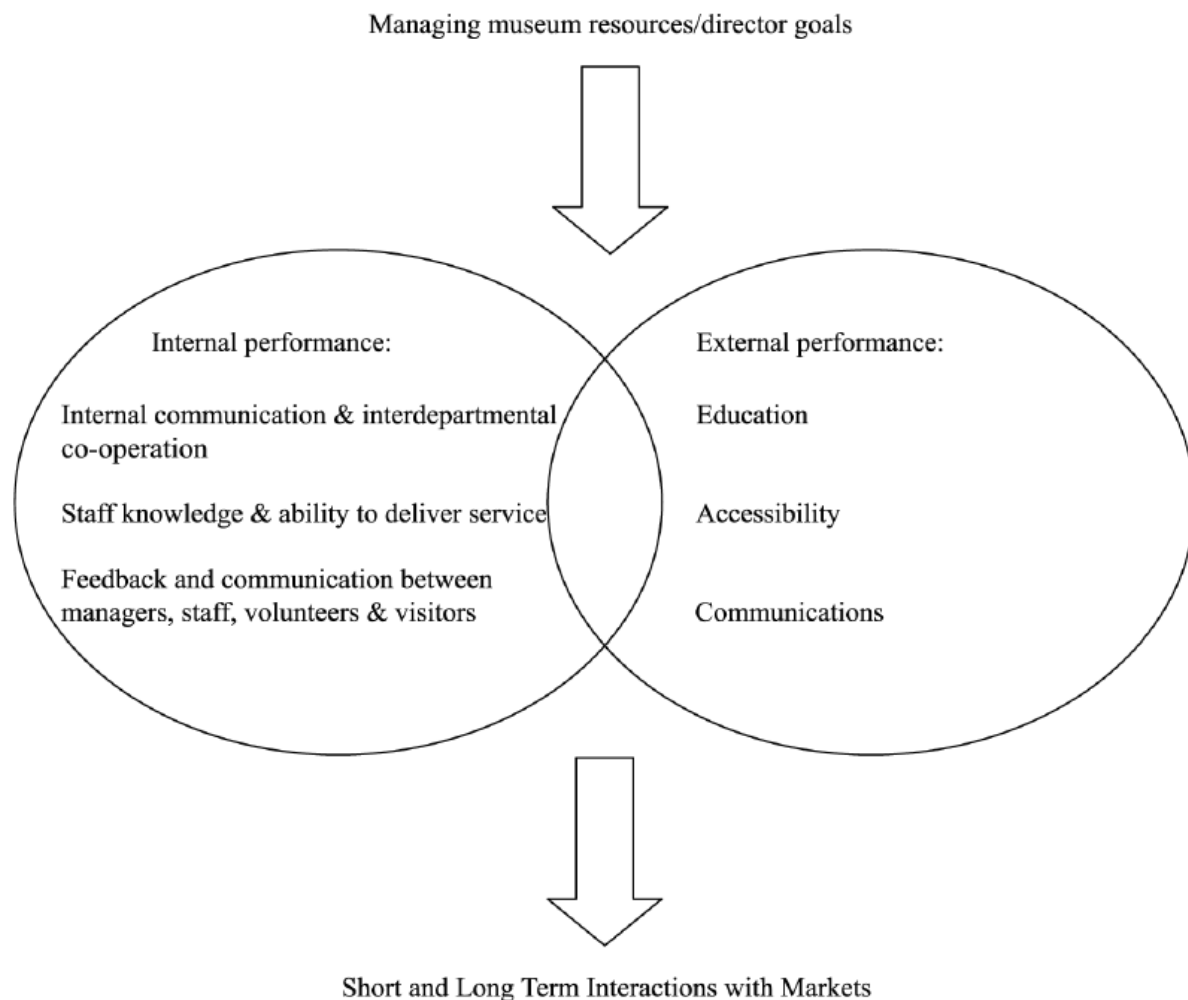 Managing museum resources/director goals
Internal performance:
Internal communication & interdepartmental
co-operation
Staff knowledge & ability to deliver service
Feedback and communication between
managers, staff, volunteers & visitors
External performance:
Education
Accessibility
Communications
Short and Long Term Interactions with Markets